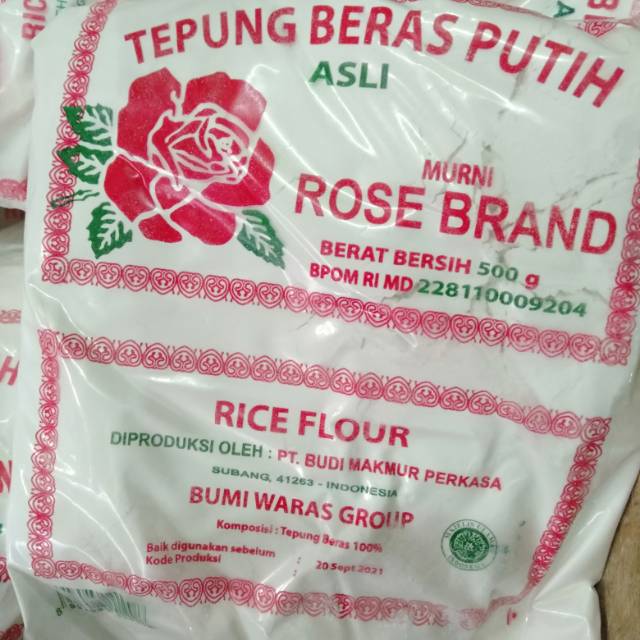 TEPUNG BERAS PUTIH
ASLI
MURNI
ROSE BRAND
BERAT BERSIH 500 g
BPOM RI MD 228110009204
RICE FLOUR
DIPRODUKSI OLEH : PT. BUDI MAKMUR PERKASA
SUBANG, 41253 - INDONESIA
BUMI WARAS GROUP
Komposisi : Tepung Beras 100%
Baik digunakan sebelum : 20 Sept 2021
Kode Produksi :